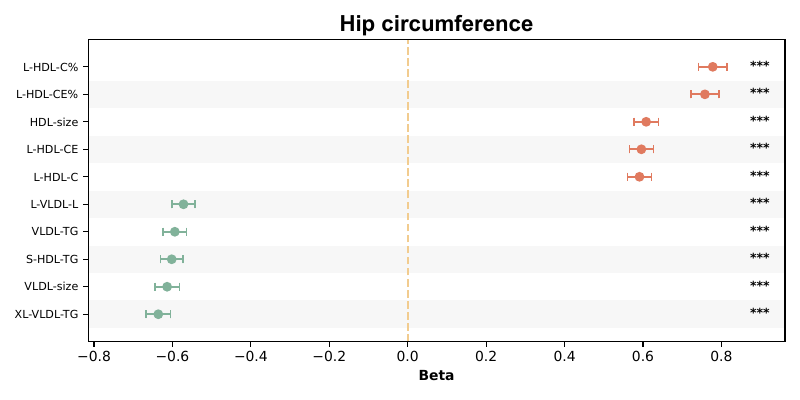 Hip circumference
L-HDL-C% ***
L-HDL-CE% ***
HDL-size ***
L-HDL-CE ***
L-HDL-C ***
L-VLDL-L ***
VLDL-TG ***
S-HDL-TG ***
VLDL-size ***
XL-VLDL-TG ***
−0.8 −0.6 −0.4 −0.2 0.0 0.2 0.4 0.6 0.8
Beta